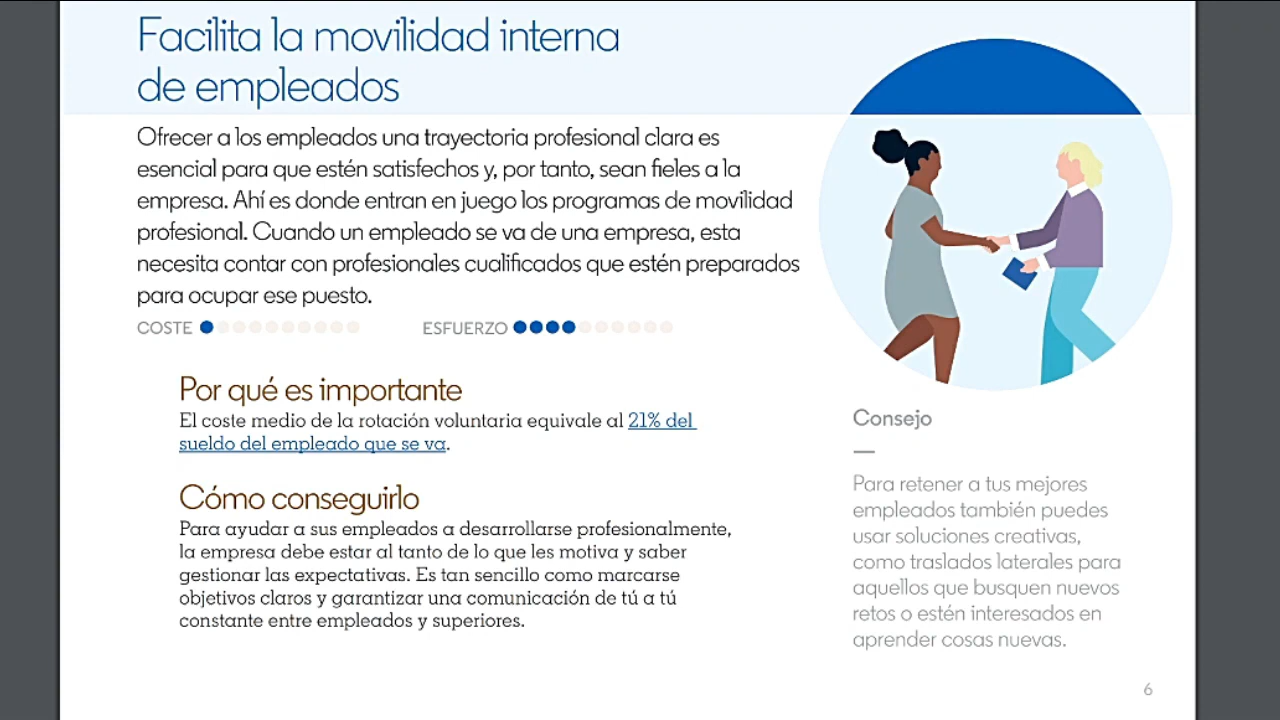 Facilita la movilidad interna
de empleados
Ofrecer a los empleados una trayectoria profesional clara es
esencial para que estén satisfechos y, por tanto, sean fieles a la
empresa. Ahí es donde entran en juego los programas de movilidad
profesional. Cuando un empleado se va de una empresa, esta
necesita contar con profesionales cualificados que estén preparados
para ocupar ese puesto.
COSTE
ESFUERZO
Por qué es importante
El coste medio de la rotación voluntaria equivale al 21% del
sueldo del empleado que se va.
Cómo conseguirlo
Para ayudar a sus empleados a desarrollarse profesionalmente,
la empresa debe estar al tanto de lo que les motiva y saber
gestionar las expectativas. Es tan sencillo como marcarse
objetivos claros y garantizar una comunicación de tú a tú
constante entre empleados y superiores.
Consejo
Para retener a tus mejores
empleados también puedes
usar soluciones creativas,
como traslados laterales para
aquellos que busquen nuevos
retos o estén interesados en
aprender cosas nuevas.
6